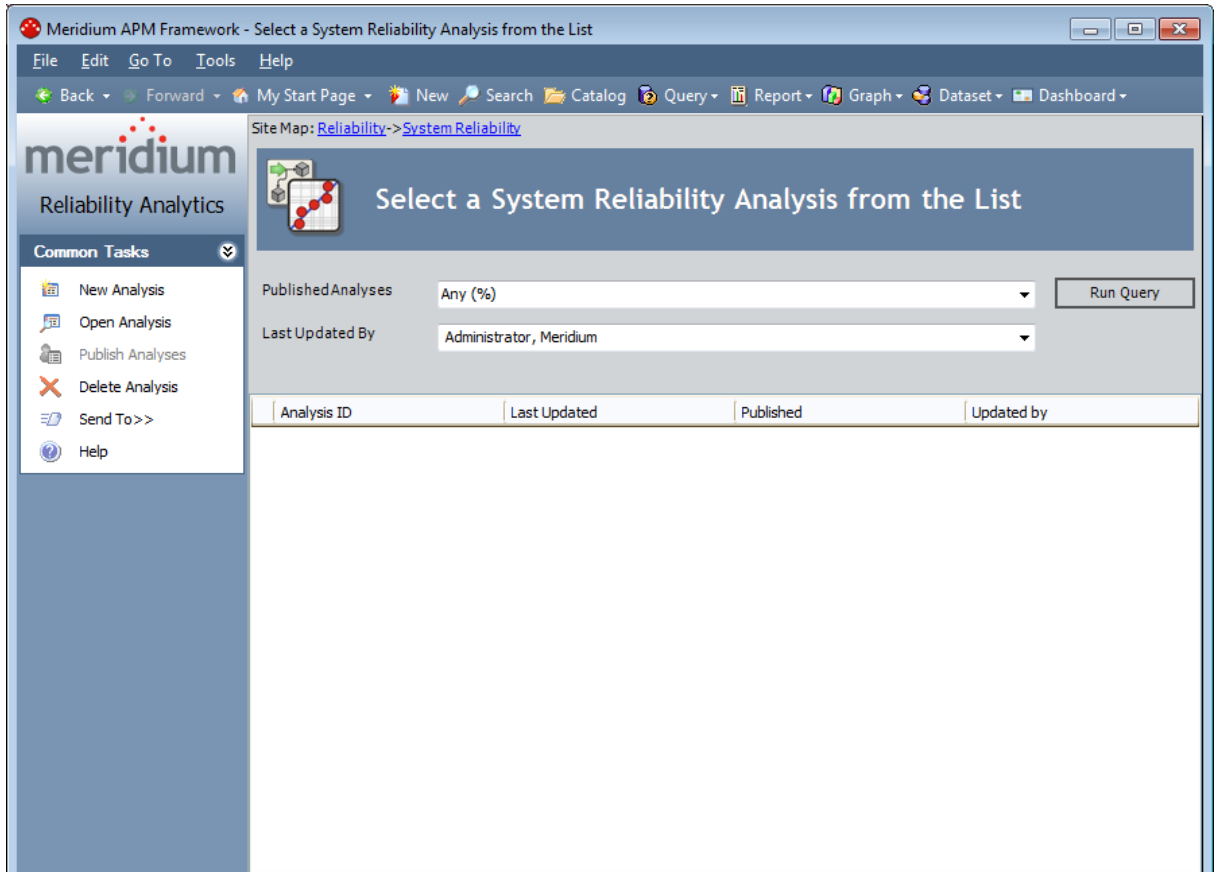 Meridium APM Framework - Select a System Reliability Analysis from the List
File Edit Go To Tools Help
Back Forward My Start Page New Search Catalog Query Report Graph Dataset Dashboard
Site Map: Reliability->System Reliability
meridium
Reliability Analytics
Select a System Reliability Analysis from the List
Common Tasks
New Analysis
Open Analysis
Publish Analyses
Delete Analysis
Send To>>
Help
Published Analyses Any (%) Run Query
Last Updated By Administrator, Meridium
Analysis ID Last Updated Published Updated by